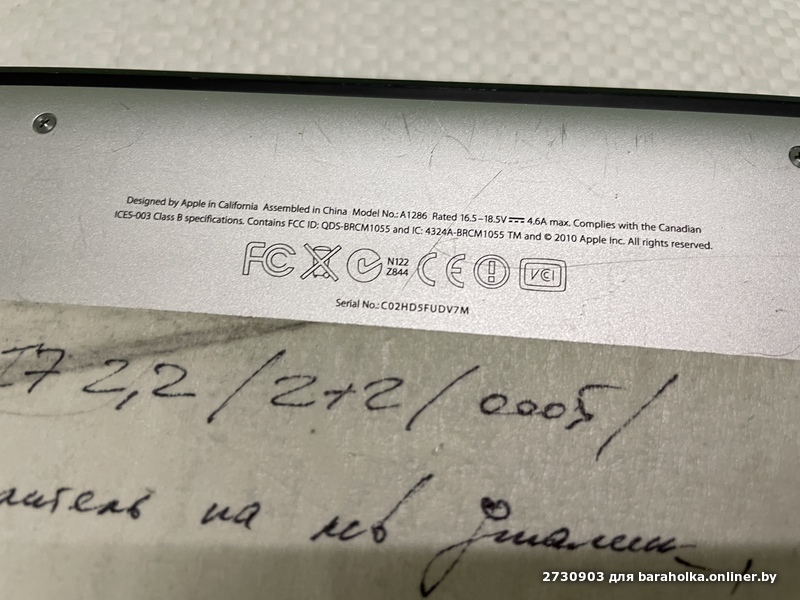 Designed by Apple in California Assembled in China Model No.: A1286 Rated 16.5–18.5V⎓ 4.6A max. Complies with the Canadian
ICES-003 Class B specifications. Contains FCC ID: QDS-BRCM1055 and IC: 4324A-BRCM1055 TM and © 2010 Apple Inc. All rights reserved.
FC N122 CE VCI
Z844
Serial No.: C02HD5FUDV7M
I7 2,2 / 2+2 / 0005 /
на
2730903 для baraholka.onliner.by